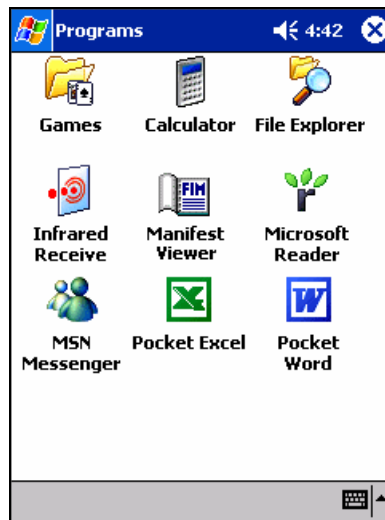 Programs 4:42
Games Calculator File Explorer
FIM
Infrared Manifest Microsoft
Receive Viewer Reader
MSN Pocket Excel Pocket
Messenger Word